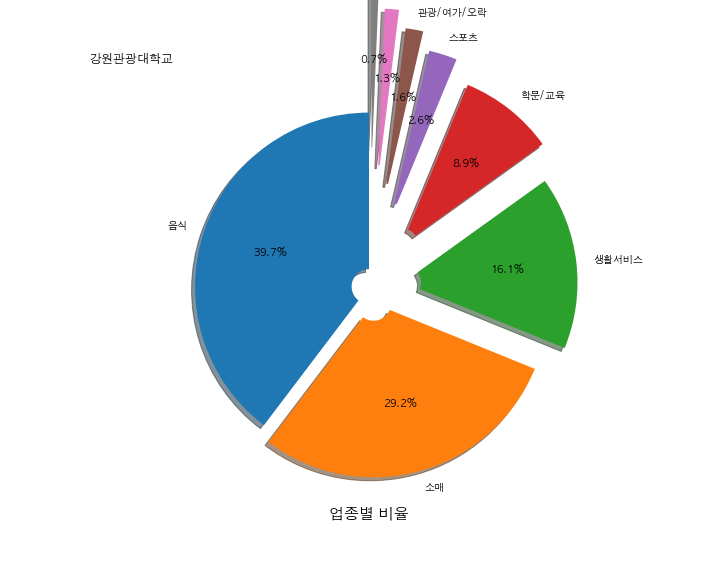 관광/여가/오락
스포츠
강원관광대학교
0.7%
1.3%
1.6%
학문/교육
2.6%
8.9%
음식
39.7%
생활서비스
16.1%
29.2%
소매
업종별 비율